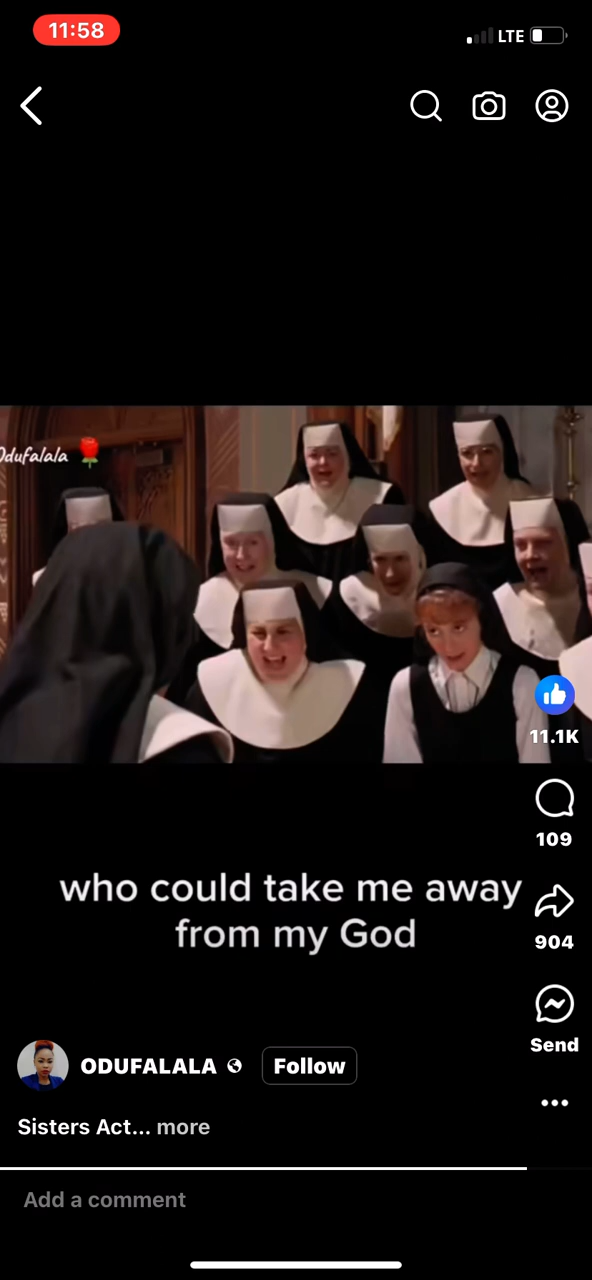 11:58
LTE
Odufalala
11.1K
109
who could take me away
from my God
904
Send
ODUFALALA
Follow
Sisters Act... more
Add a comment